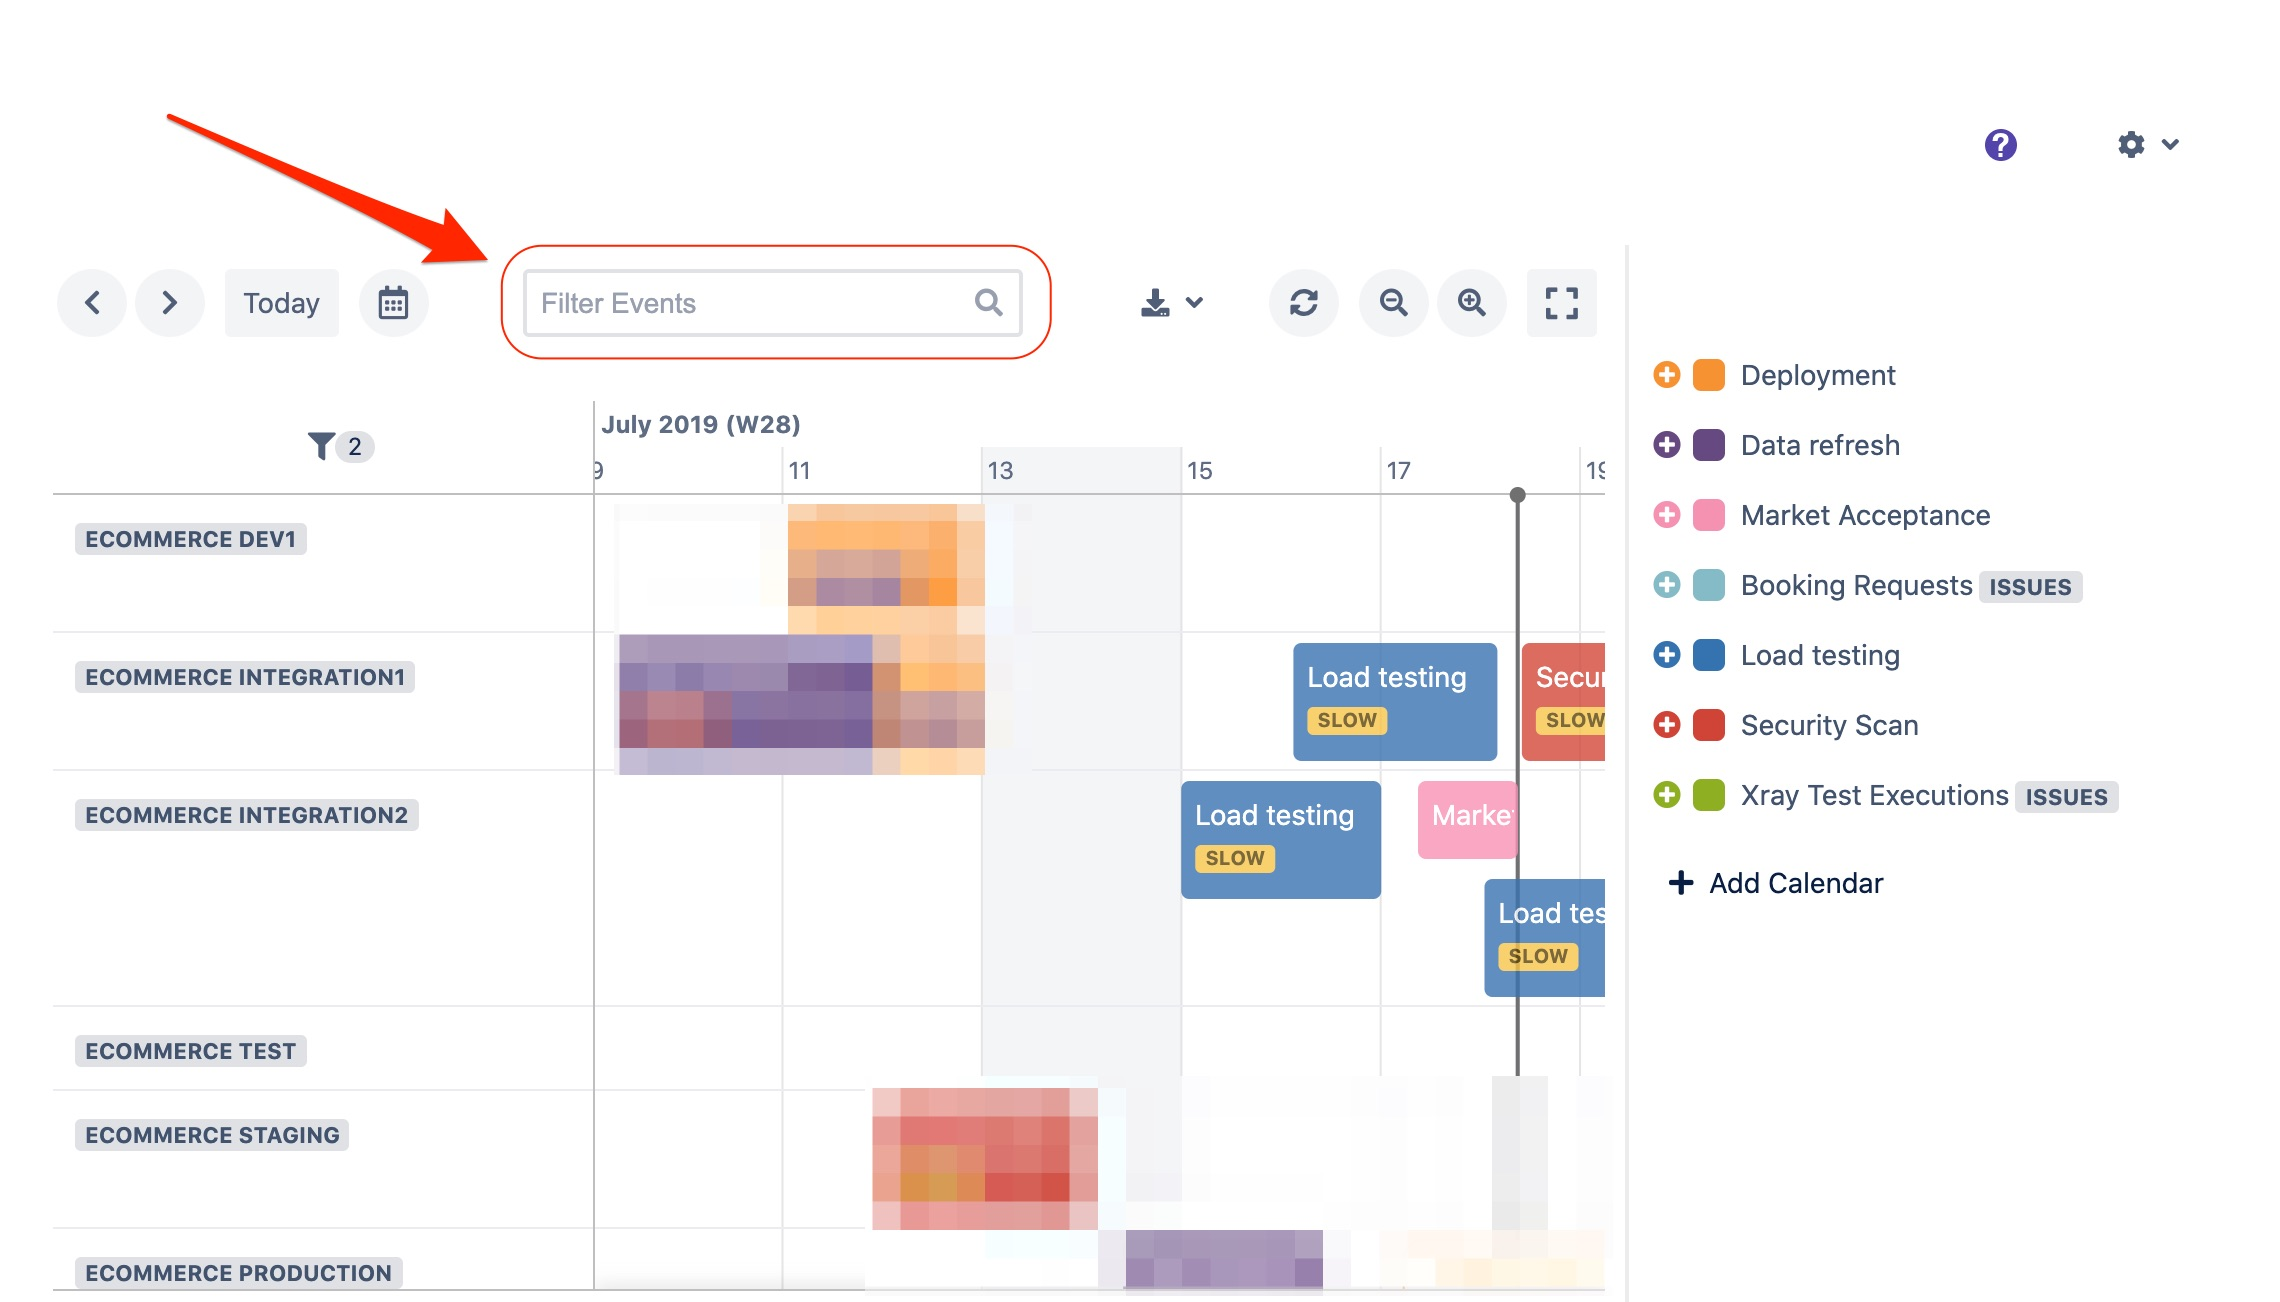 ?
Today
Filter Events
2
July 2019 (W28)
9
11
13
15
17
19
ECOMMERCE DEV1
ECOMMERCE INTEGRATION1
Load testing
SLOW
Secur
SLOW
ECOMMERCE INTEGRATION2
Load testing
SLOW
Marke
Load tes
SLOW
ECOMMERCE TEST
ECOMMERCE STAGING
ECOMMERCE PRODUCTION
Deployment
Data refresh
Market Acceptance
Booking Requests ISSUES
Load testing
Security Scan
Xray Test Executions ISSUES
Add Calendar